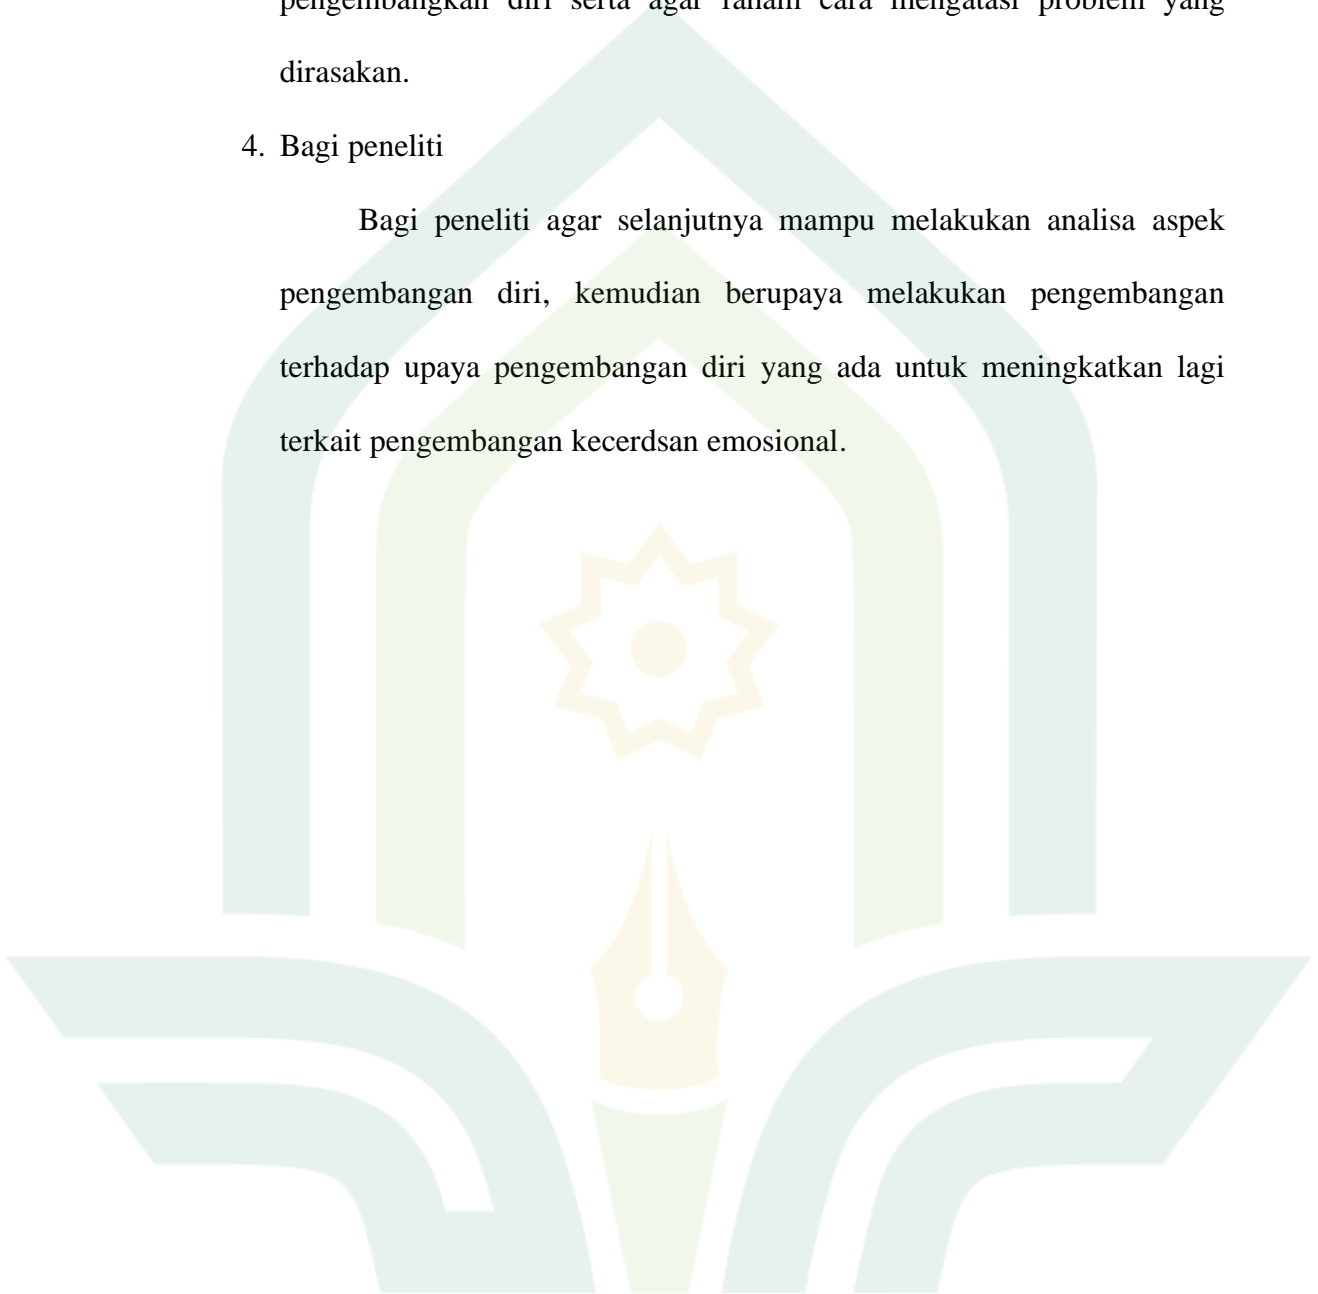 pengembangkan diri serta agar faham cara mengatasi problem yang
dirasakan.
4. Bagi peneliti
Bagi peneliti agar selanjutnya mampu melakukan analisa aspek
pengembangan diri, kemudian berupaya melakukan pengembangan
terhadap upaya pengembangan diri yang ada untuk meningkatkan lagi
terkait pengembangan kecerdsan emosional.